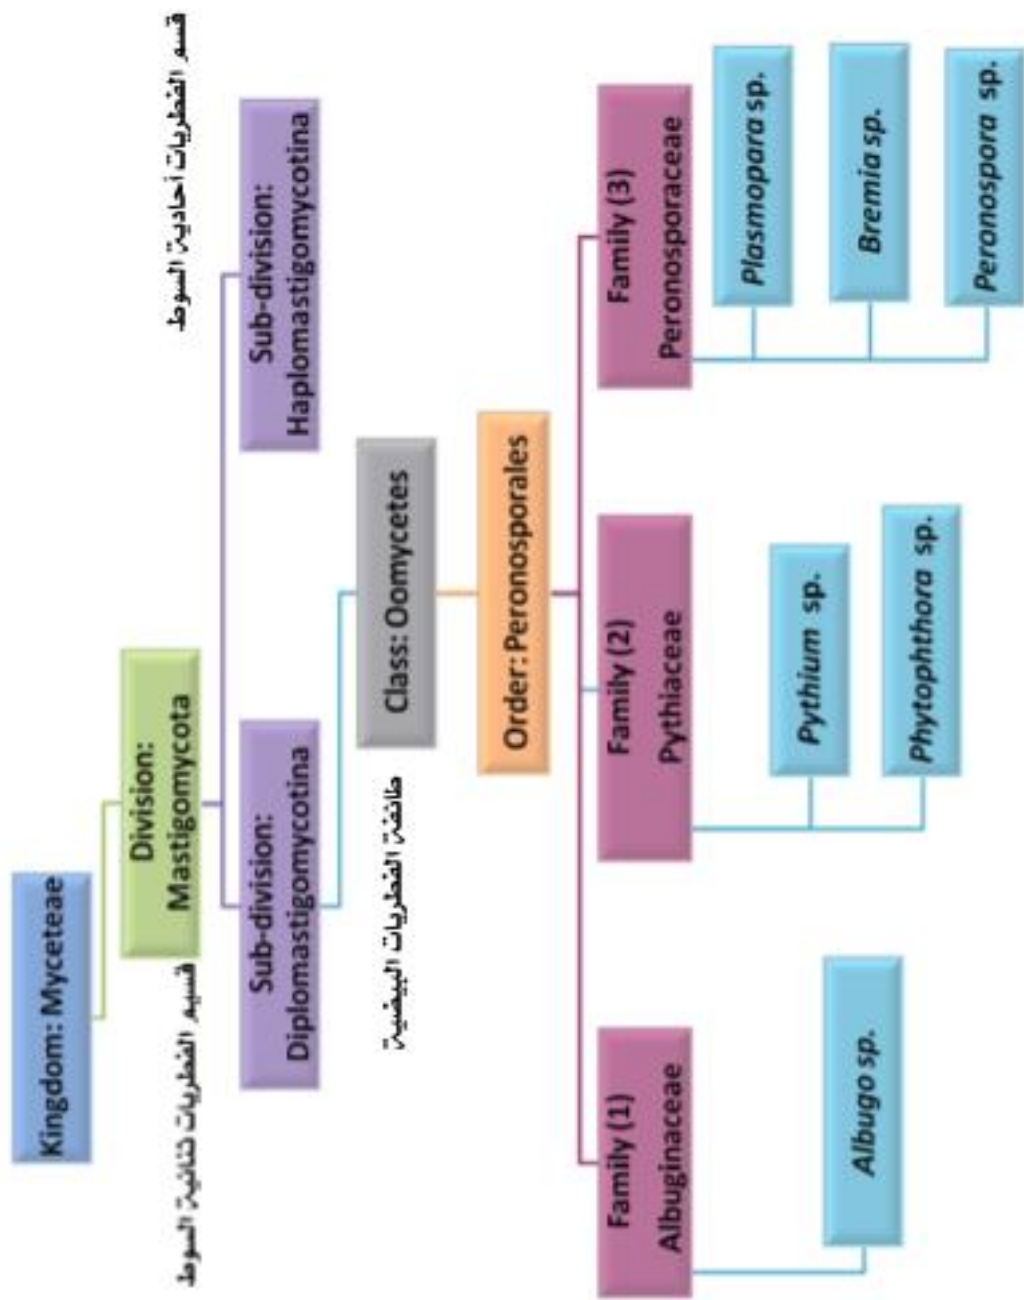 Kingdom: Myceteae
Division:
Mastigomycota
قسيم الفطريات ثنائية السوط
قسم الفطريات أحادية السوط
Sub-division:
Diplomastigomycotina
Sub-division:
Haplomastigomycotina
طائفة الفطريات البيضية
Class: Oomycetes
Order: Peronosporales
Family (1)
Albuginaceae
Albugo sp.
Family (2)
Pythiaceae
Pythium sp.
Phytophthora sp.
Family (3)
Peronosporaceae
Plasmopara sp.
Bremia sp.
Peronospora sp.